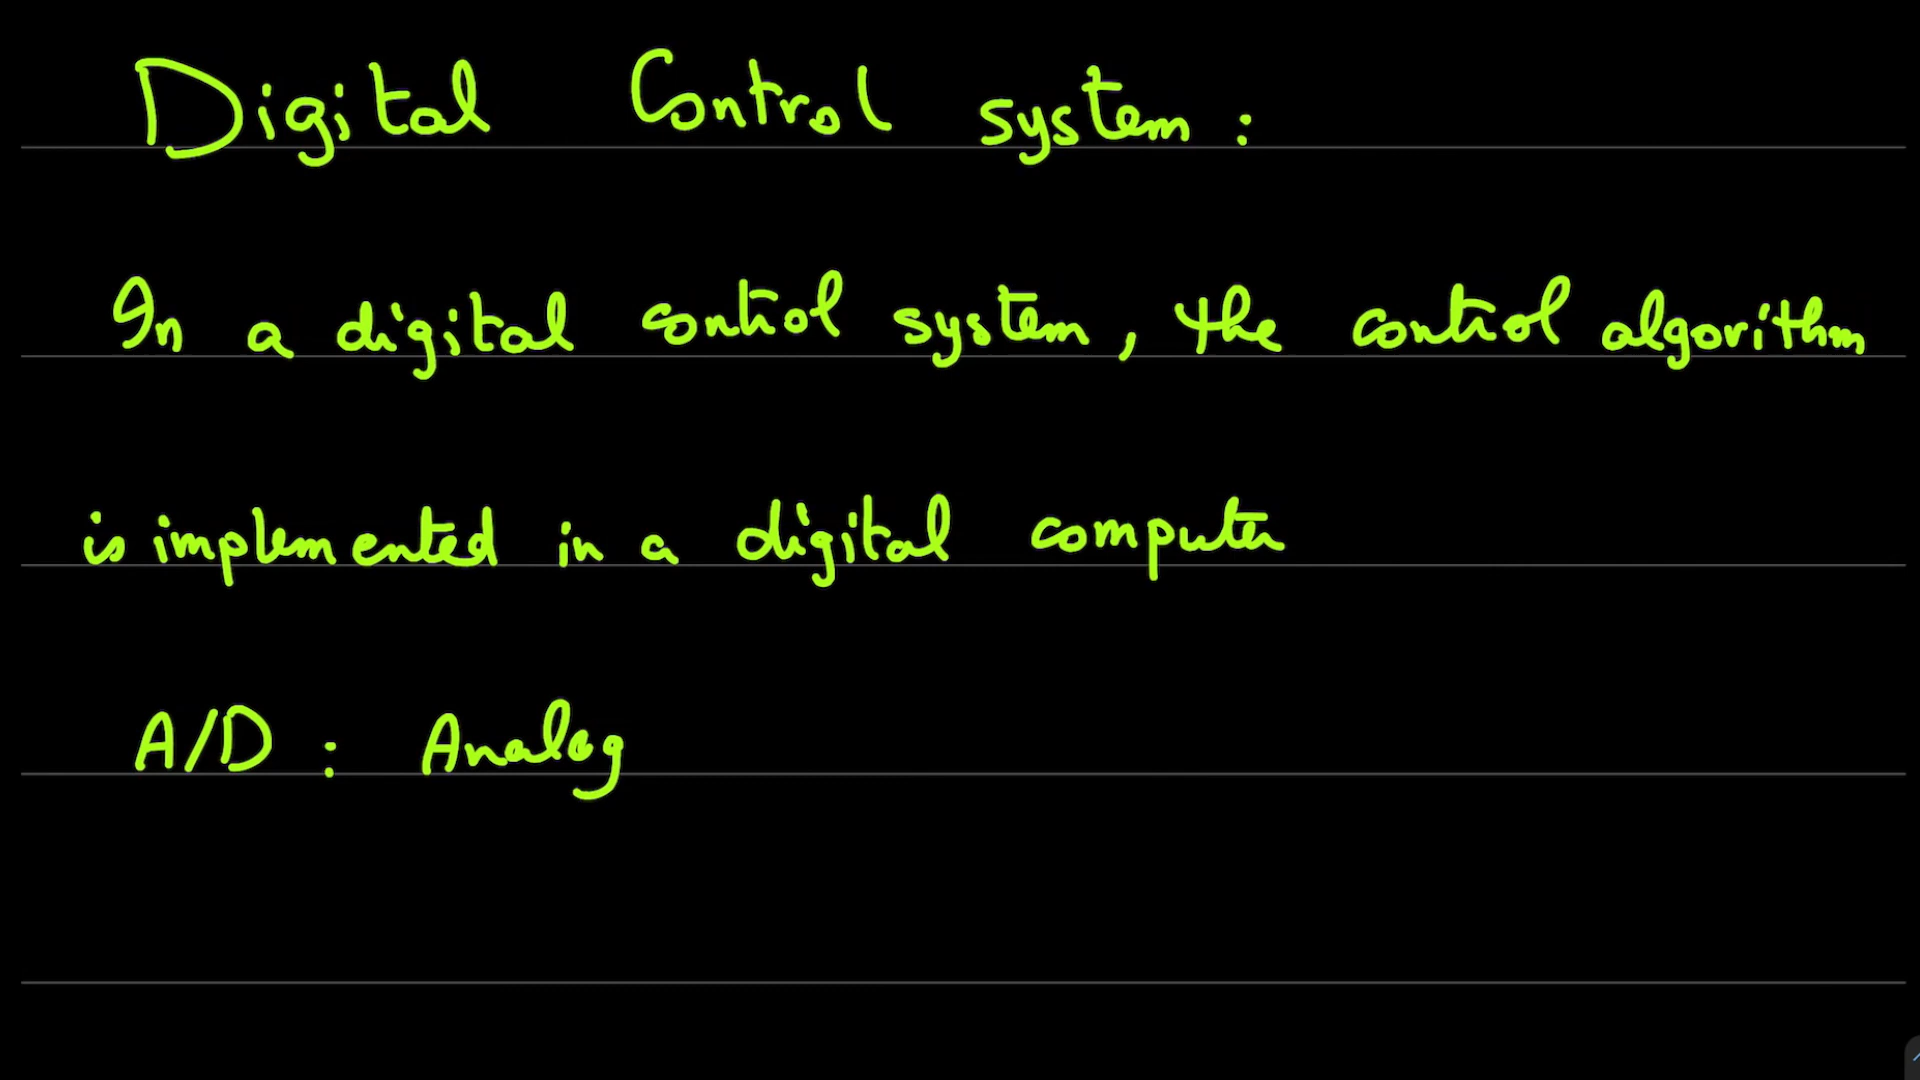 Digital Control system :
In a digital control system, the control algorithm
is implemented in a digital computer
A/D : Analog